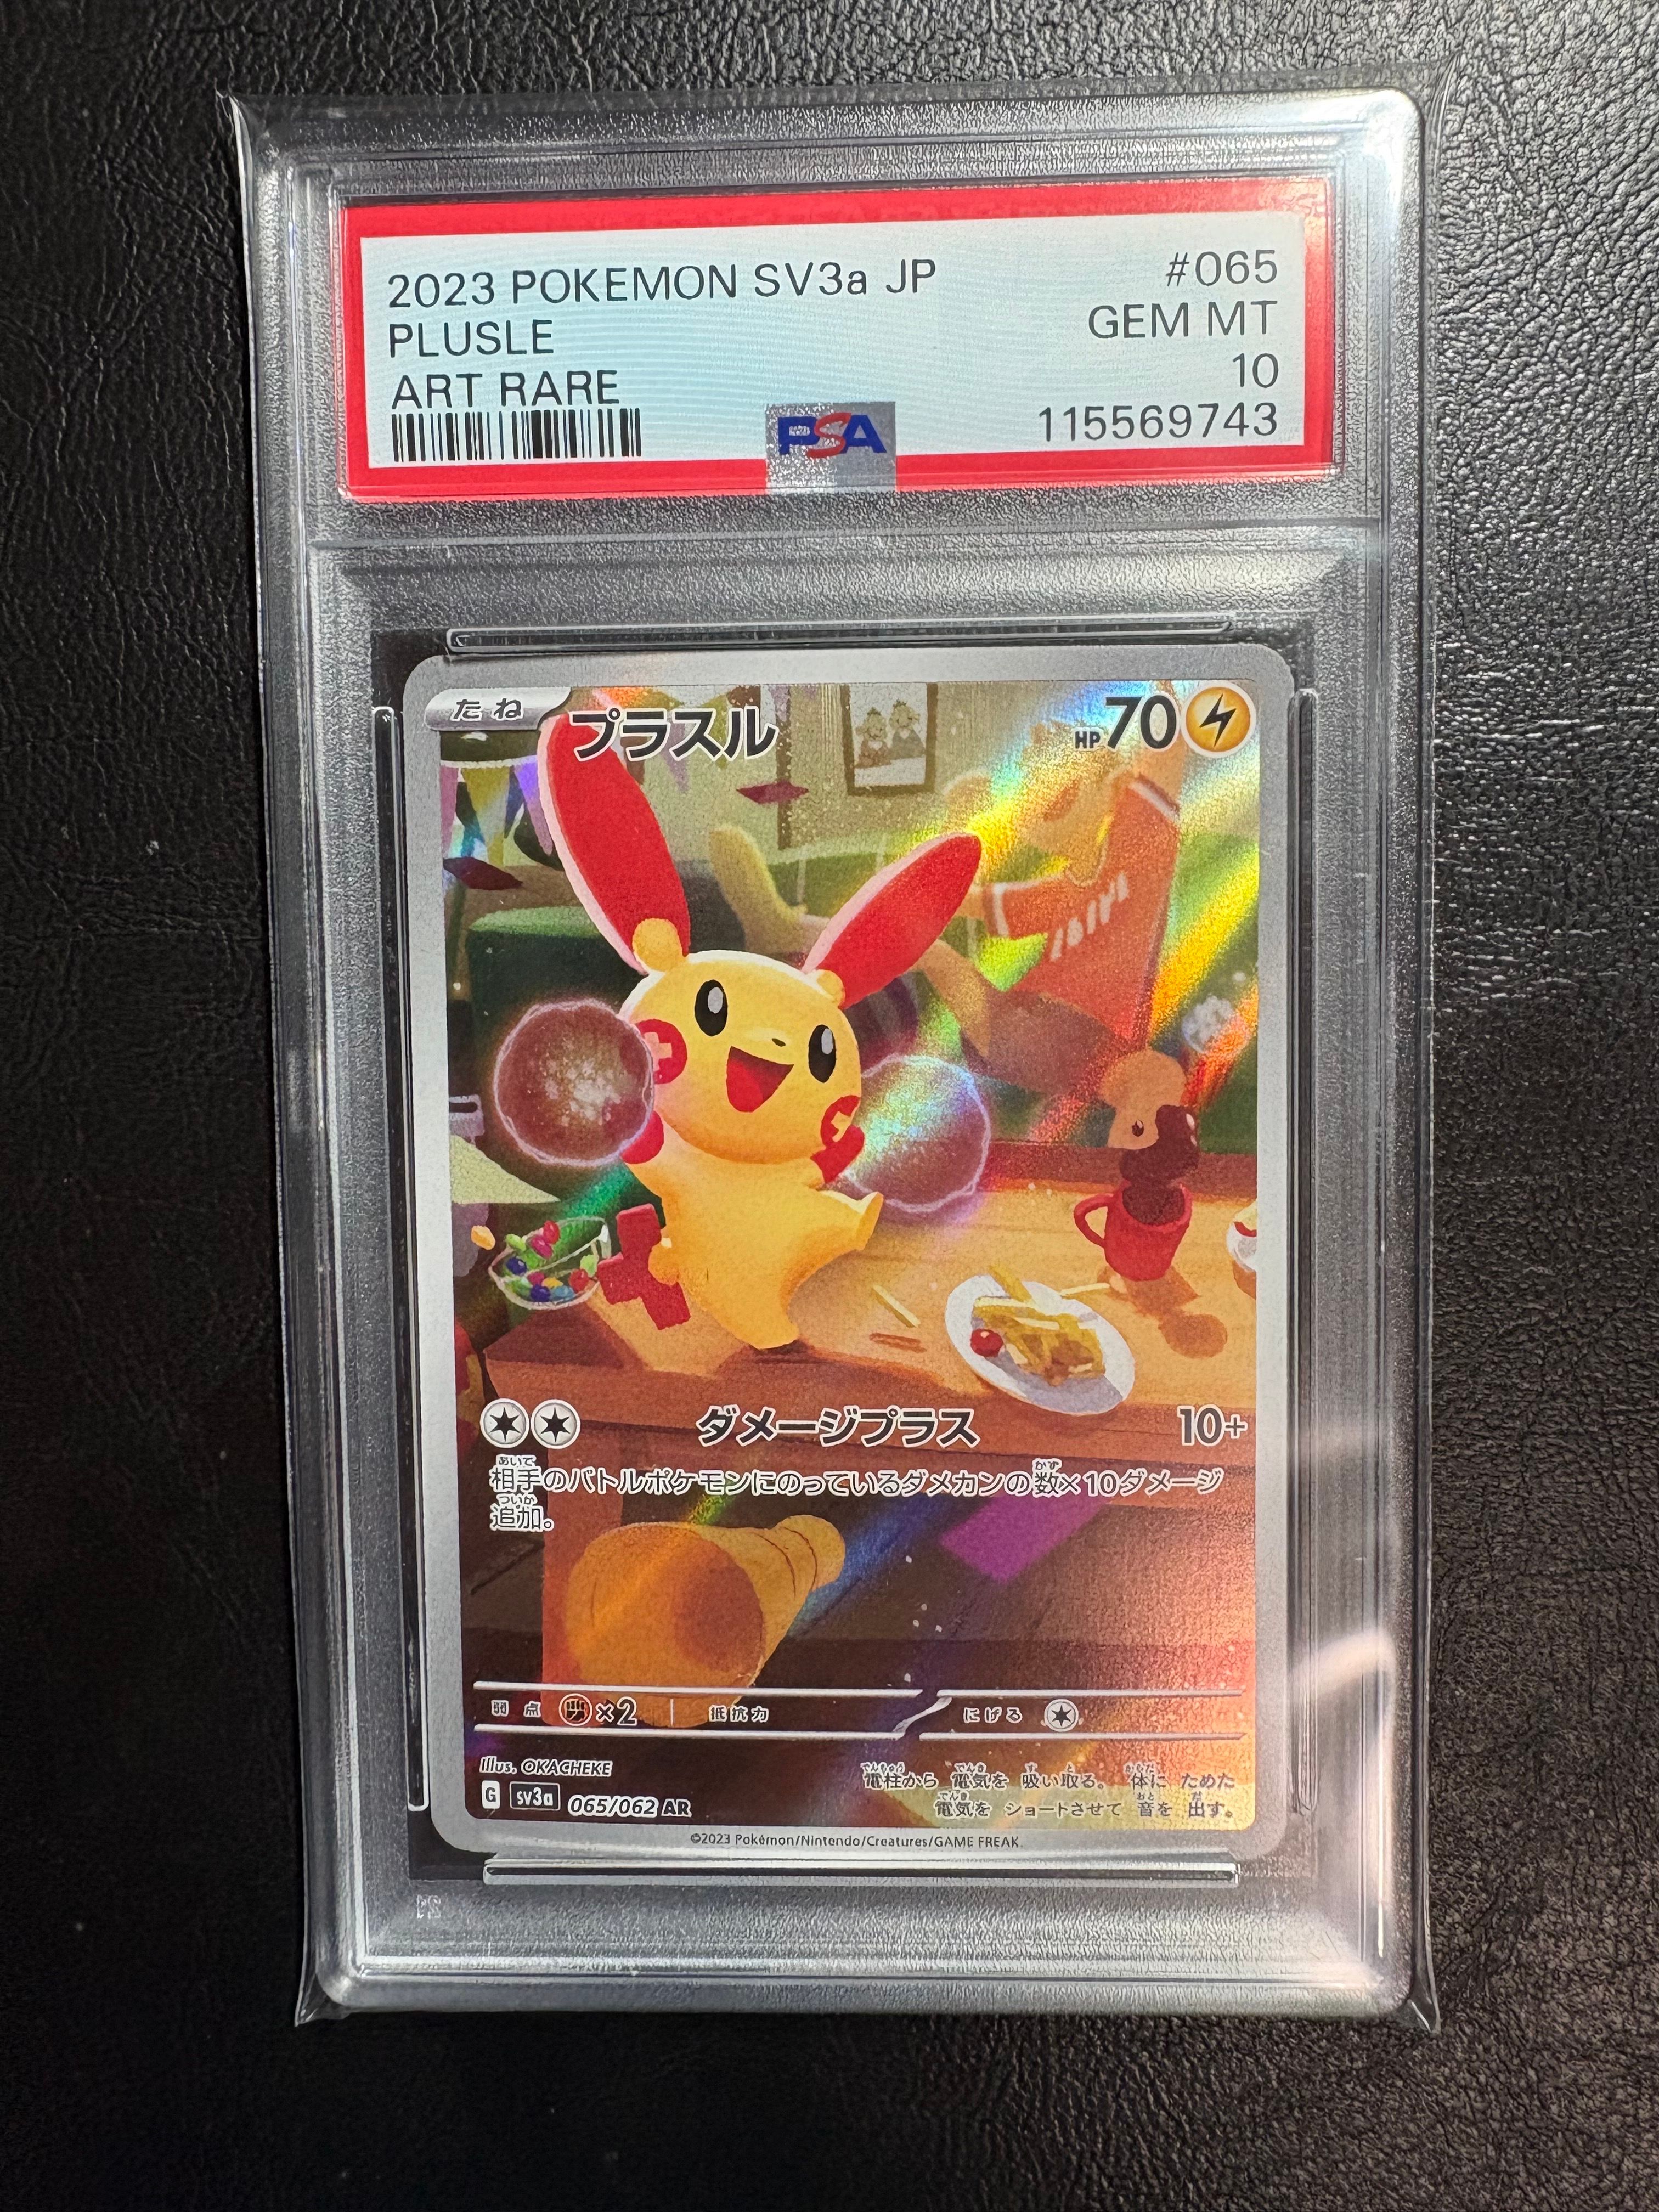 2023 POKEMON SV3a JP #065
PLUSLE GEM MT
ART RARE 10
PSA 115569743
たね プラスル HP70
ダメージプラス 10+
相手のバトルポケモンにのっているダメカンの数×10ダメージ
追加。
弱点 ×2 抵抗力 にげる
Illus. OKACHEKE
電柱から 電気を 吸い取る。 体に ためた
G sv3a 065/062 AR 電気を ショートさせて 音を 出す。
©2023 Pokémon/Nintendo/Creatures/GAME FREAK.